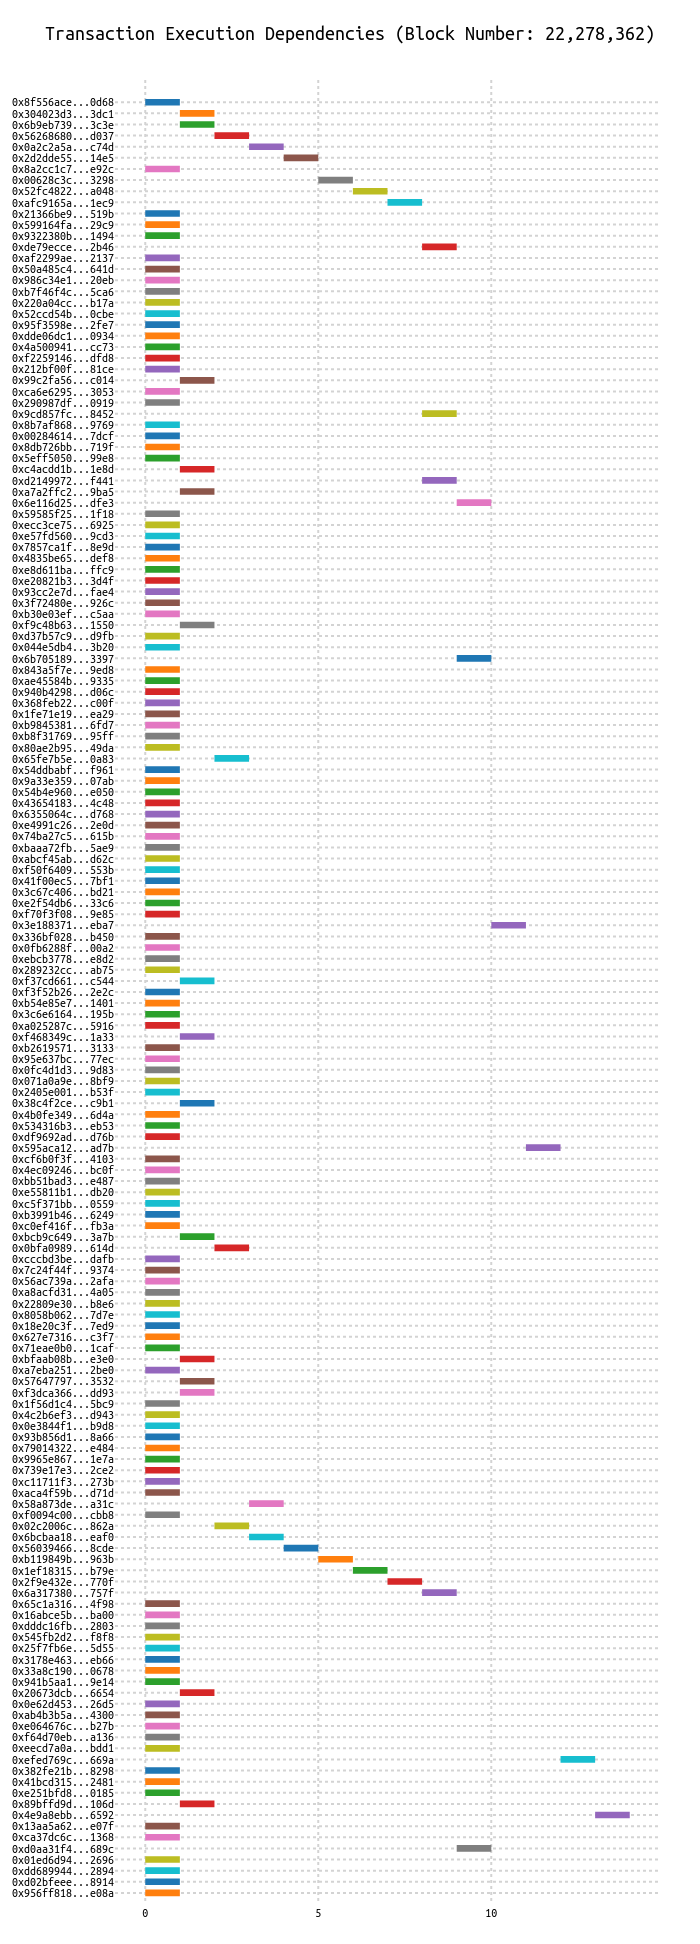 Transaction Execution Dependencies (Block Number: 22,278,362)
0x8f556ace...0d68
0x304023d3...3dc1
0x6b9eb739...3c3e
0x56268680...d037
0x0a2c2a5a...c74d
0x2d2dde55...14e5
0x8a2cc1c7...e92c
0x00628c3c...3298
0x52fc4822...a048
0xafc9165a...1ec9
0x21366be9...519b
0x599164fa...29c9
0x9322380b...1494
0xde79ecce...2b46
0xaf2299ae...2137
0x50a485c4...641d
0x986c34e1...20eb
0xb7f46f4c...5ca6
0x220a04cc...b17a
0x52ccd54b...0cbe
0x95f3598e...2fe7
0xdde06dc1...0934
0x4a500941...cc73
0xf2259146...dfd8
0x212bf00f...81ce
0x99c2fa56...c014
0xca6e6295...3053
0x290987df...0919
0x9cd857fc...8452
0x8b7af868...9769
0x00284614...7dcf
0x8db726bb...719f
0x5eff5050...99e8
0xc4acdd1b...1e8d
0xd2149972...f441
0xa7a2ffc2...9ba5
0x6e116d25...dfe3
0x59585f25...1f18
0xecc3ce75...6925
0xe57fd560...9cd3
0x7857ca1f...8e9d
0x4835be65...def8
0xe8d611ba...ffc9
0xe20821b3...3d4f
0x93cc2e7d...fae4
0x3f72480e...926c
0xb30e03ef...c5aa
0xf9c48b63...1550
0xd37b57c9...d9fb
0x044e5db4...3b20
0x6b705189...3397
0x843a5f7e...9ed8
0xae45584b...9335
0x940b4298...d06c
0x368feb22...c00f
0x1fe71e19...ea29
0xb9845381...6fd7
0xb8f31769...95ff
0x80ae2b95...49da
0x65fe7b5e...0a83
0x54ddbabf...f961
0x9a33e359...07ab
0x54b4e960...e050
0x43654183...4c48
0x6355064c...d768
0xe4991c26...2e0d
0x74ba27c5...615b
0xbaaa72fb...5ae9
0xabcf45ab...d62c
0xf50f6409...553b
0x41f00ec5...7bf1
0x3c67c406...bd21
0xe2f54db6...33c6
0xf70f3f08...9e85
0x3e188371...eba7
0x336bf028...b450
0x0fb6288f...00a2
0xebcb3778...e8d2
0x289232cc...ab75
0xf37cd661...c544
0xf3f52b26...2e2c
0xb54e85e7...1401
0x3c6e6164...195b
0xa025287c...5916
0xf468349c...1a33
0xb2619571...3133
0x95e637bc...77ec
0x0fc4d1d3...9d83
0x071a0a9e...8bf9
0x2405e001...b53f
0x38c4f2ce...c9b1
0x4b0fe349...6d4a
0x534316b3...eb53
0xdf9692ad...d76b
0x595aca12...ad7b
0xcf6b0f3f...4103
0x4ec09246...bc0f
0xbb51bad3...e487
0xe55811b1...db20
0xc5f371bb...0559
0xb3991b46...6249
0xc0ef416f...fb3a
0xbcb9c649...3a7b
0x0bfa0989...614d
0xcccbd3be...dafb
0x7c24f44f...9374
0x56ac739a...2afa
0xa8acfd31...4a05
0x22809e30...b8e6
0x8058b062...7d7e
0x18e20c3f...7ed9
0x627e7316...c3f7
0x71eae0b0...1caf
0xbfaab08b...e3e0
0xa7eba251...2be0
0x57647797...3532
0xf3dca366...dd93
0x1f56d1c4...5bc9
0x4c2b6ef3...d943
0x0e3844f1...b9d8
0x93b856d1...8a66
0x79014322...e484
0x9965e867...1e7a
0x739e17e3...2ce2
0xc11711f3...273b
0xaca4f59b...d71d
0x58a873de...a31c
0xf0094c00...cbb8
0x02c2006c...862a
0x6bcbaa18...eaf0
0x56039466...8cde
0xb119849b...963b
0x1ef18315...b79e
0x2f9e432e...770f
0x6a317380...757f
0x65c1a316...4f98
0x16abce5b...ba00
0xdddc16fb...2803
0x545fb2d2...f8f8
0x25f7fb6e...5d55
0x3178e463...eb66
0x33a8c190...0678
0x941b5aa1...9e14
0x20673dcb...6654
0x0e62d453...26d5
0xab4b3b5a...4300
0xe064676c...b27b
0xf64d70eb...a136
0xeecd7a0a...bdd1
0xefed769c...669a
0x382fe21b...8298
0x41bcd315...2481
0xe251bfd8...0185
0x89bffd9d...106d
0x4e9a8ebb...6592
0x13aa5a62...e07f
0xca37dc6c...1368
0xd0aa31f4...689c
0x01ed6d94...2696
0xdd689944...2894
0xd02bfeee...8914
0x956ff818...e08a
0 5 10